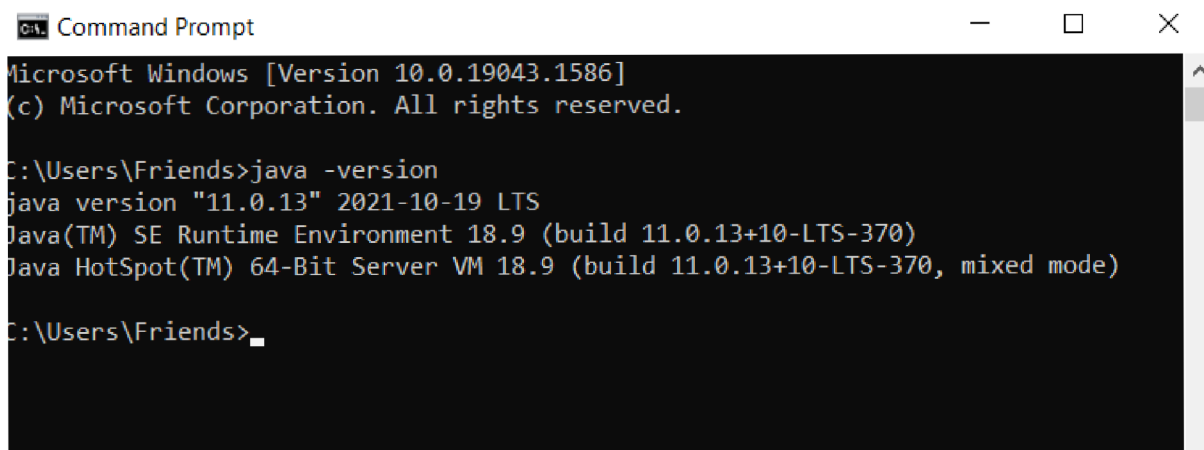 Command Prompt
Microsoft Windows [Version 10.0.19043.1586]
(c) Microsoft Corporation. All rights reserved.
C:\Users\Friends>java -version
java version "11.0.13" 2021-10-19 LTS
Java(TM) SE Runtime Environment 18.9 (build 11.0.13+10-LTS-370)
Java HotSpot(TM) 64-Bit Server VM 18.9 (build 11.0.13+10-LTS-370, mixed mode)
C:\Users\Friends>